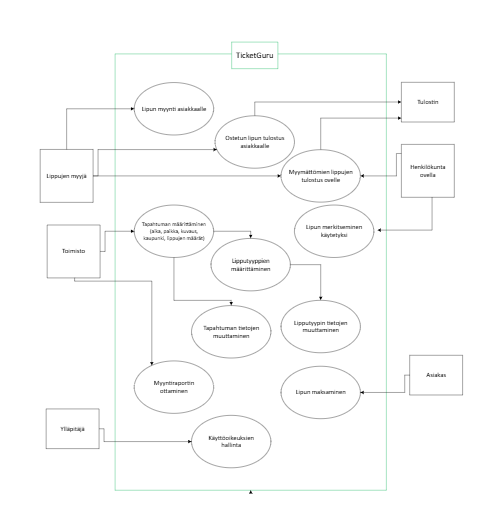 TicketGuru
Lipun myynti asiakkaalle
Tulostin
Ostetun lipun tulostus
asiakkaalle
Lippujen myyjä
Myymättömien lippujen
tulostus ovelle
Henkilökunta
ovella
Tapahtuman määrittäminen
(aika, paikka, kuvaus,
kaupunki, lippujen määrät)
Lipun merkitseminen
käytetyksi
Toimisto
Lipputyyppien
määrittäminen
Tapahtuman tietojen
muuttaminen
Lipputyypin tietojen
muuttaminen
Myyntiraportin
ottaminen
Lipun maksaminen
Asiakas
Ylläpitäjä
Käyttöoikeuksien
hallinta